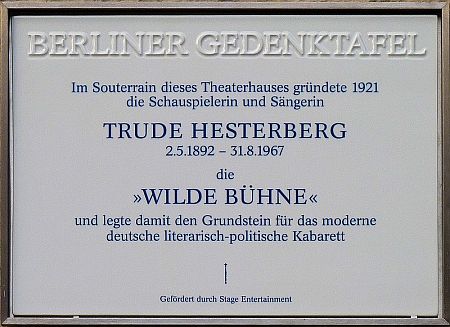 BERLINER GEDENKTAFEL
Im Souterrain dieses Theaterhauses gründete 1921
die Schauspielerin und Sängerin
TRUDE HESTERBERG
2.5.1892 – 31.8.1967
die
»WILDE BÜHNE«
und legte damit den Grundstein für das moderne
deutsche literarisch-politische Kabarett
Gefördert durch Stage Entertainment